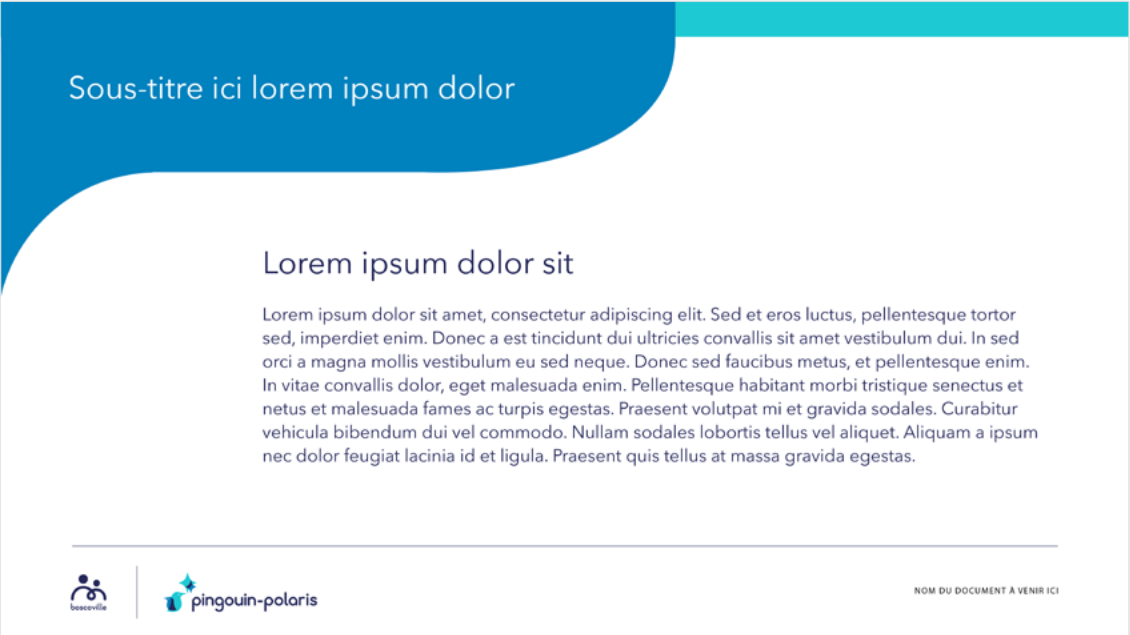 Sous-titre ici lorem ipsum dolor
Lorem ipsum dolor sit
Lorem ipsum dolor sit amet, consectetur adipiscing elit. Sed et eros luctus, pellentesque tortor
sed, imperdiet enim. Donec a est tincidunt dui ultricies convallis sit amet vestibulum dui. In sed
orci a magna mollis vestibulum eu sed neque. Donec sed faucibus metus, et pellentesque enim.
In vitae convallis dolor, eget malesuada enim. Pellentesque habitant morbi tristique senectus et
netus et malesuada fames ac turpis egestas. Praesent volutpat mi et gravida sodales. Curabitur
vehicula bibendum dui vel commodo. Nullam sodales lobortis tellus vel aliquet. Aliquam a ipsum
nec dolor feugiat lacinia id et ligula. Praesent quis tellus at massa gravida egestas.
boscoville
pingouin-polaris
NOM DU DOCUMENT À VENIR ICI